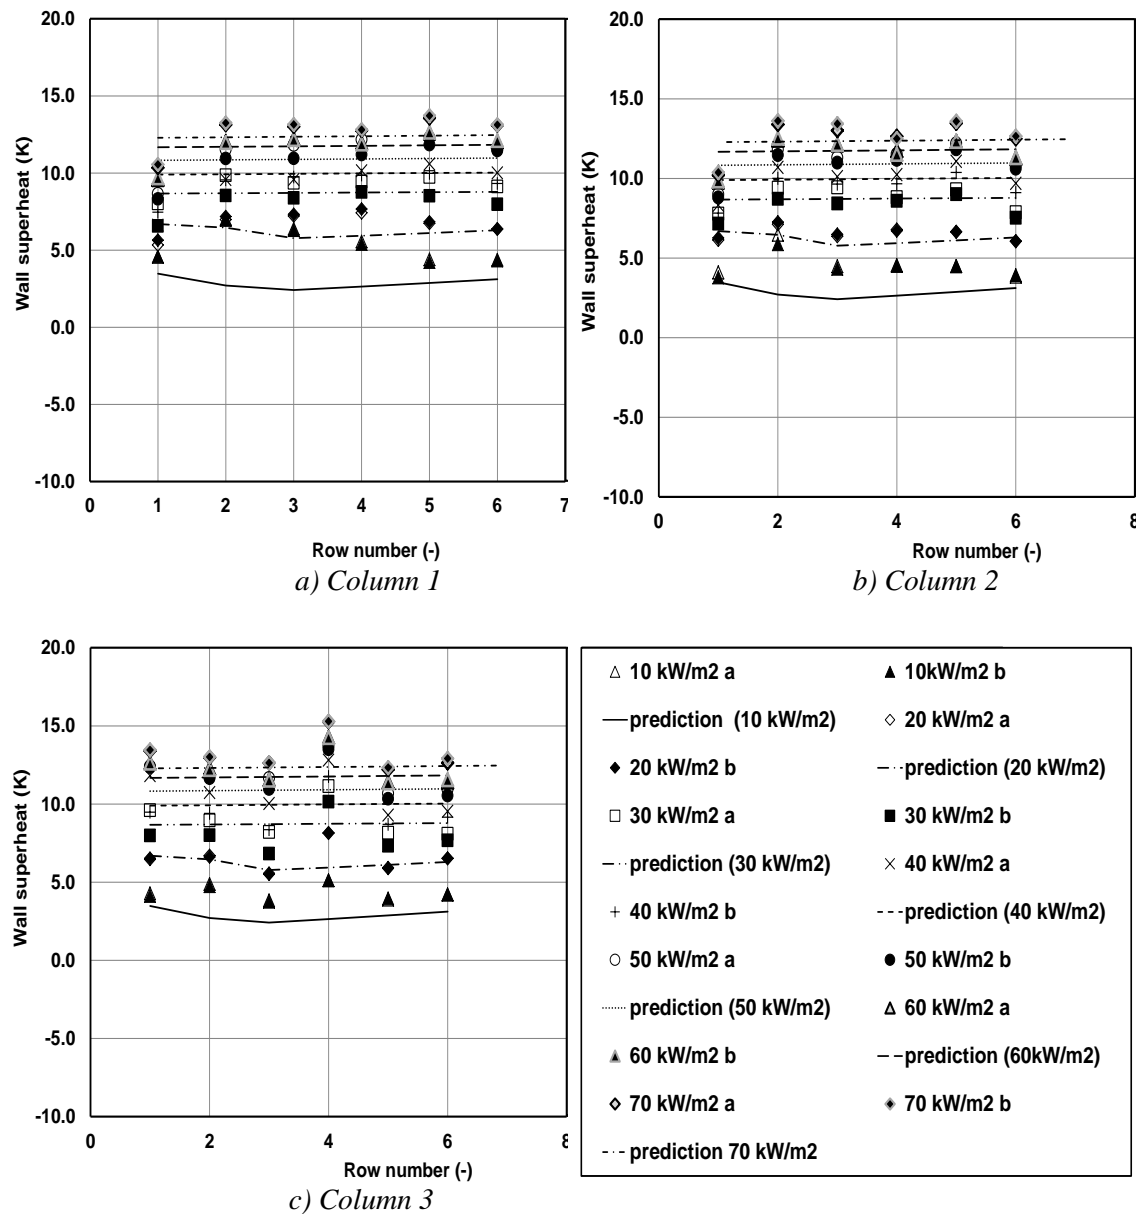 20.0
15.0
10.0
5.0
0.0
-5.0
-10.0
Wall superheat (K)
0 1 2 3 4 5 6 7
Row number (-)
a) Column 1
20.0
15.0
10.0
5.0
0.0
-5.0
-10.0
Wall superheat (K)
0 2 4 6 8
Row number (-)
b) Column 2
20.0
15.0
10.0
5.0
0.0
-5.0
-10.0
Wall superheat (K)
0 2 4 6 8
Row number (-)
c) Column 3
10 kW/m2 a 10kW/m2 b
prediction (10 kW/m2) 20 kW/m2 a
20 kW/m2 b prediction (20 kW/m2)
30 kW/m2 a 30 kW/m2 b
prediction (30 kW/m2) 40 kW/m2 a
40 kW/m2 b prediction (40 kW/m2)
50 kW/m2 a 50 kW/m2 b
prediction (50 kW/m2) 60 kW/m2 a
60 kW/m2 b prediction (60kW/m2)
70 kW/m2 a 70 kW/m2 b
prediction 70 kW/m2